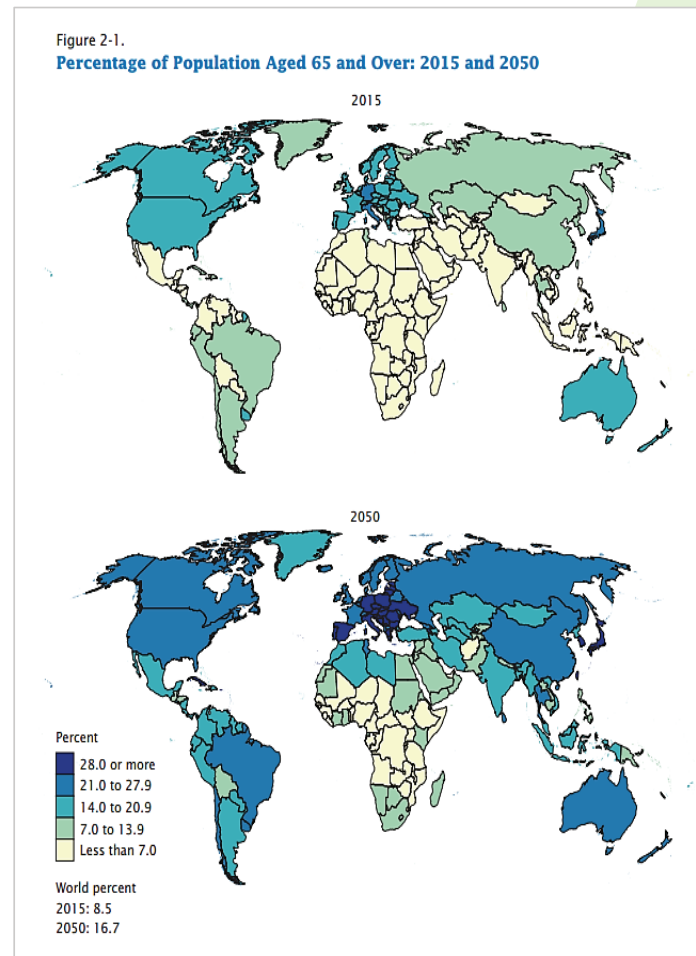 Figure 2-1.
Percentage of Population Aged 65 and Over: 2015 and 2050
2015
2050
Percent
28.0 or more
21.0 to 27.9
14.0 to 20.9
7.0 to 13.9
Less than 7.0
World percent
2015: 8.5
2050: 16.7